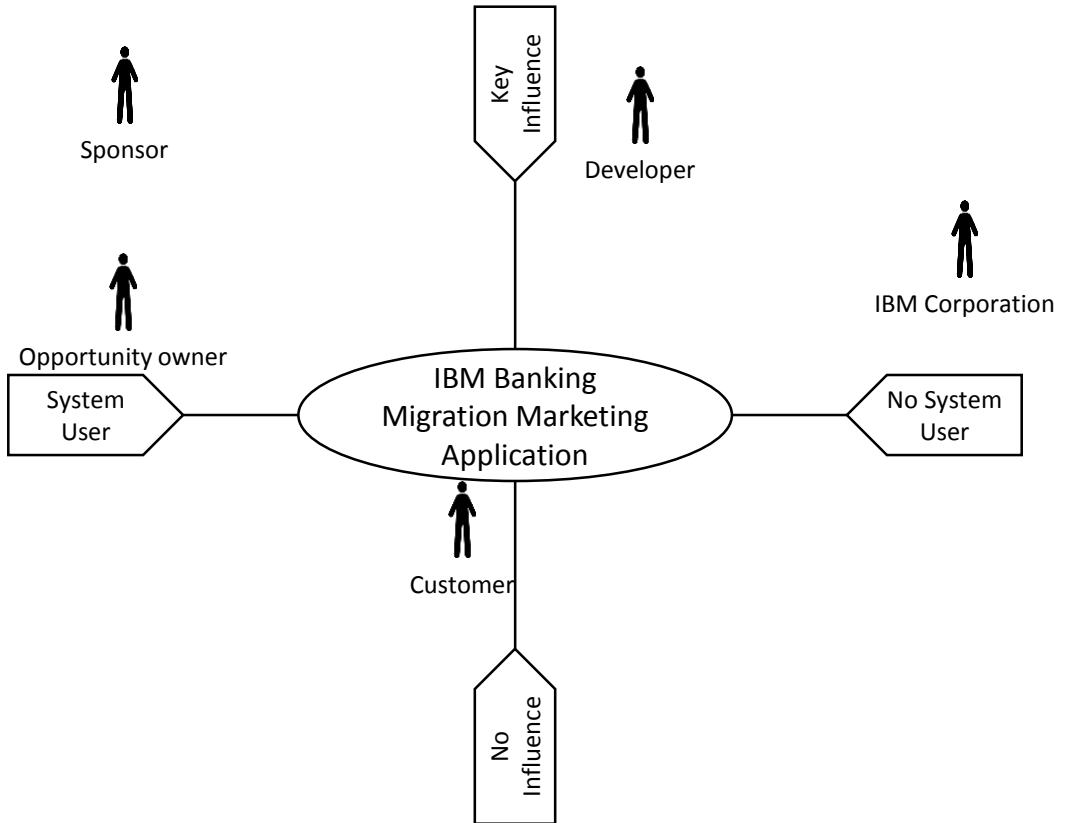 Key
Influence
Sponsor
Developer
IBM Corporation
Opportunity owner
System
User
IBM Banking
Migration Marketing
Application
No System
User
Customer
No
Influence